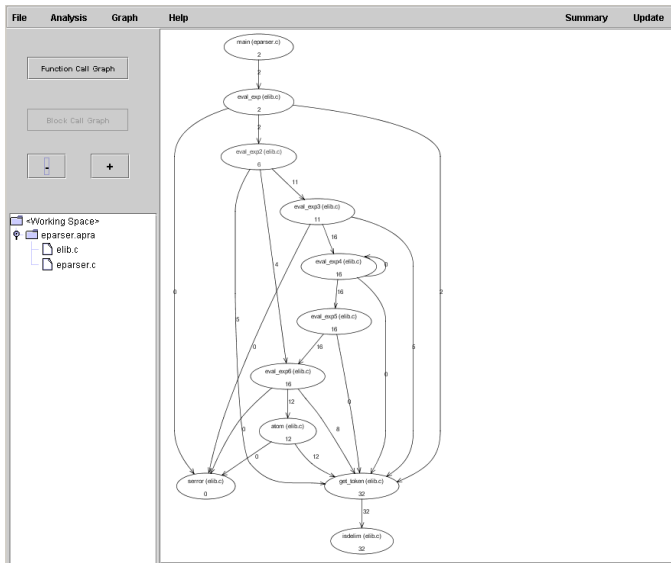 File Analysis Graph Help Summary Update
Function Call Graph
Block Call Graph
- +
<Working Space>
eparser.apra
elib.c
eparser.c
main (eparser.c)
2
2
eval_exp (elib.c)
2
2
eval_exp2 (elib.c)
6
11
eval_exp3 (elib.c)
11
16
4
eval_exp4 (elib.c)
16
0
16
0
5
2
eval_exp5 (elib.c)
16
0
5
16
eval_exp6 (elib.c)
16
0
0
12
atom (elib.c)
12
0
8
0
12
serror (elib.c)
0
get_token (elib.c)
32
32
isdelim (elib.c)
32